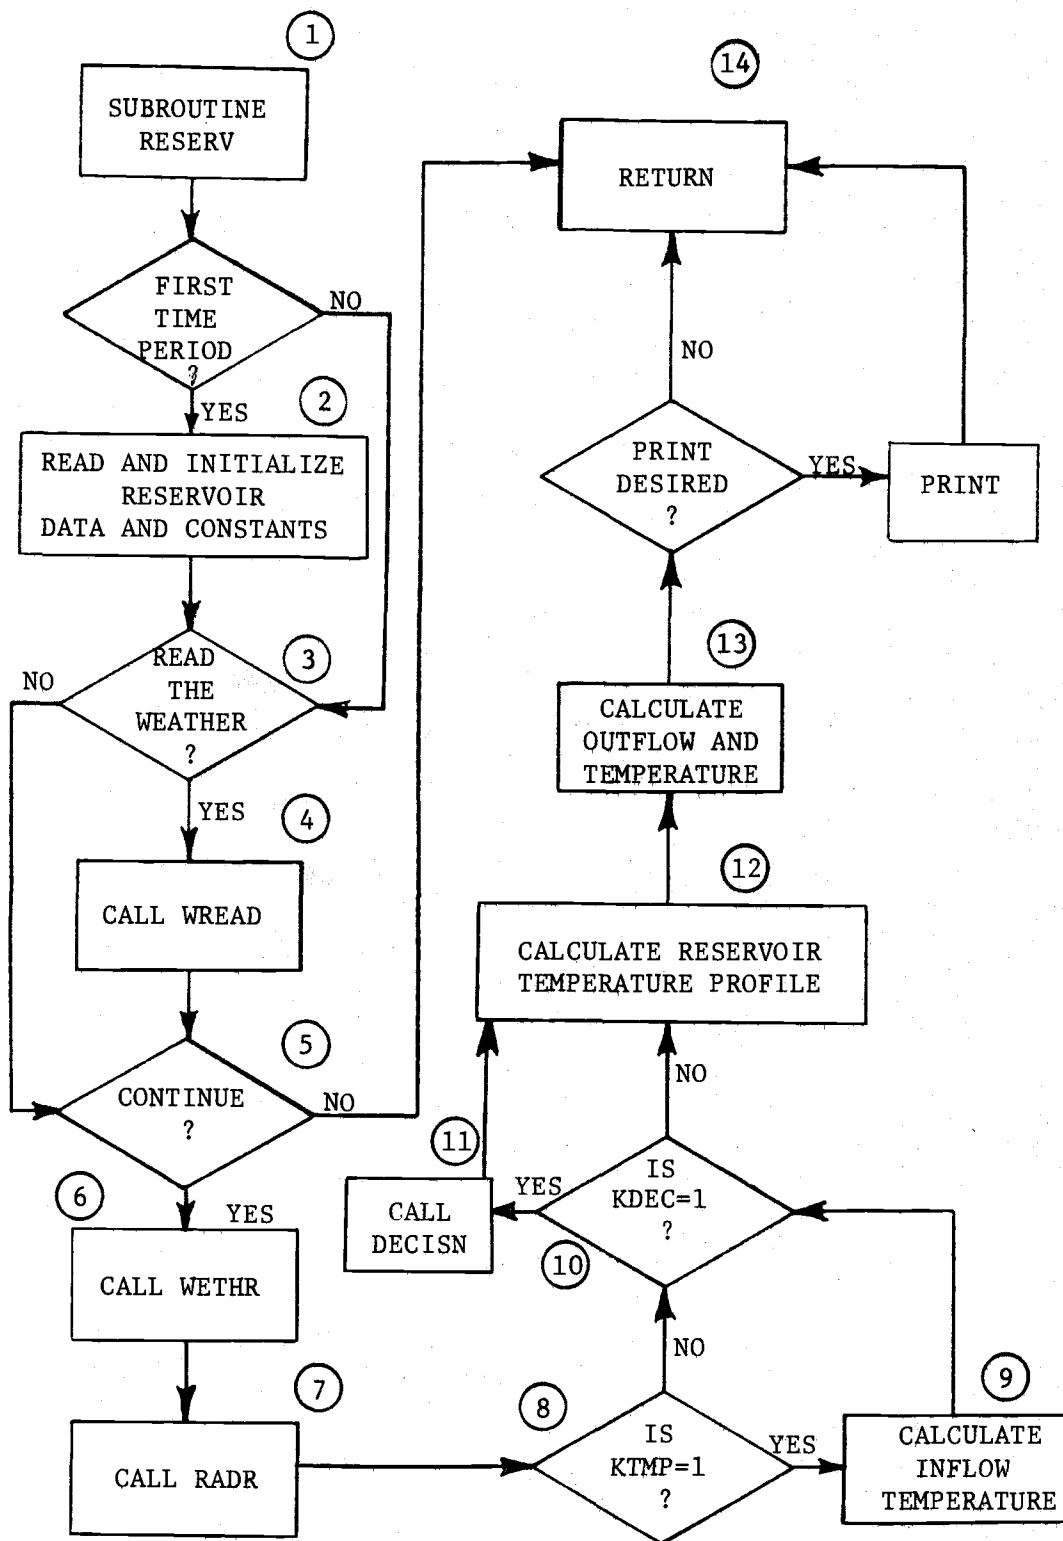 1
SUBROUTINE
RESERV
FIRST
TIME
PERIOD
?
NO
YES
2
READ AND INITIALIZE
RESERVOIR
DATA AND CONSTANTS
3
READ
THE
WEATHER
?
NO
YES
4
CALL WREAD
5
CONTINUE
?
NO
6
YES
CALL WETHR
7
CALL RADR
8
IS
KTMP=1
?
YES
NO
9
CALCULATE
INFLOW
TEMPERATURE
10
IS
KDEC=1
?
YES
NO
11
CALL
DECISN
12
CALCULATE RESERVOIR
TEMPERATURE PROFILE
13
CALCULATE
OUTFLOW AND
TEMPERATURE
PRINT
DESIRED
?
YES
NO
PRINT
14
RETURN